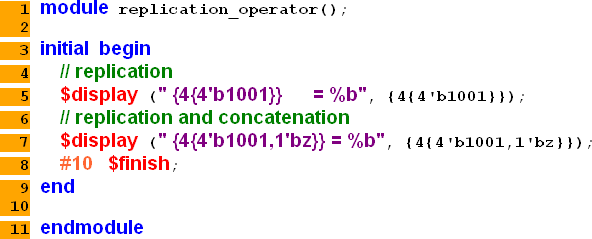 1 module replication_operator();
2
3 initial begin
4 // replication
5 $display (" {4{4'b1001}} = %b", {4{4'b1001}});
6 // replication and concatenation
7 $display (" {4{4'b1001,1'bz}} = %b", {4{4'b1001,1'bz}});
8 #10 $finish;
9 end
10
11 endmodule